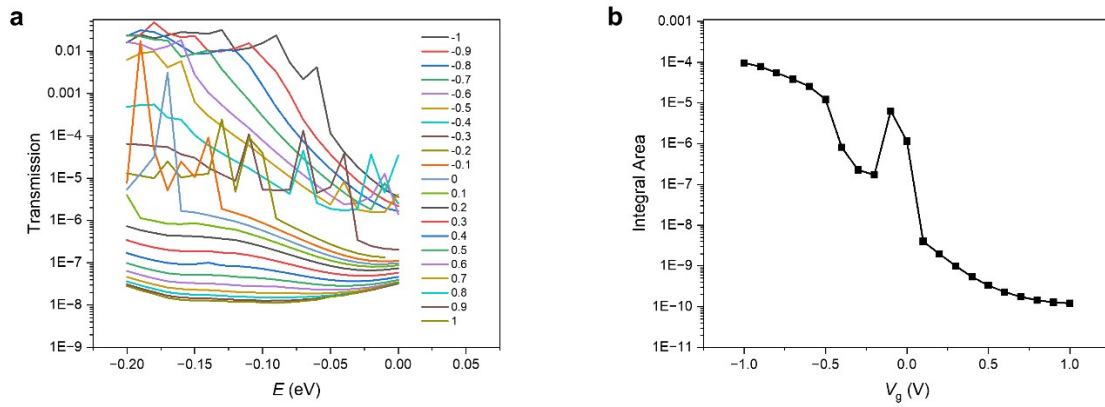 a
0.01
0.001
1E−4
1E−5
1E−6
1E−7
1E−8
1E−9
Transmission
−0.20
−0.15
−0.10
−0.05
0.00
0.05
E (eV)
-1
-0.9
-0.8
-0.7
-0.6
-0.5
-0.4
-0.3
-0.2
-0.1
0
0.1
0.2
0.3
0.4
0.5
0.6
0.7
0.8
0.9
1
b
0.001
1E−4
1E−5
1E−6
1E−7
1E−8
1E−9
1E−10
1E−11
Integral Area
−1.0
−0.5
0.0
0.5
1.0
Vg (V)